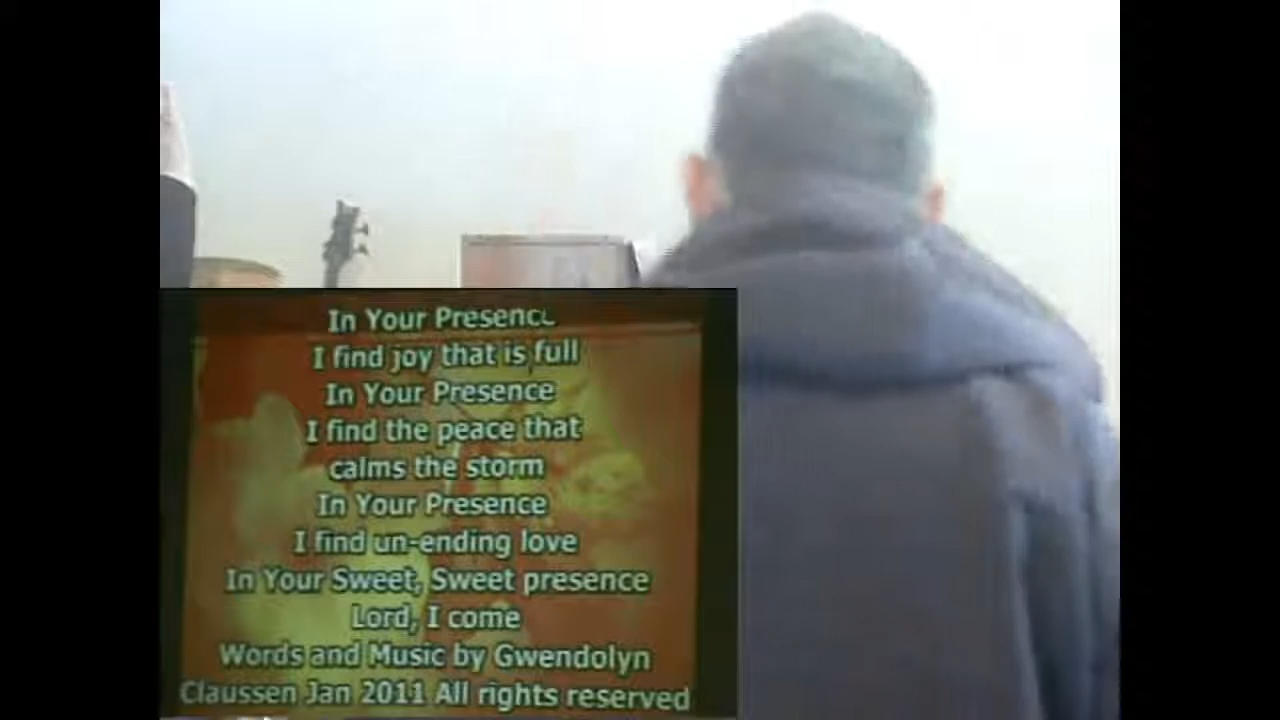 In Your Presence
I find joy that is full
In Your Presence
I find the peace that
calms the storm
In Your Presence
I find un-ending love
In Your Sweet, Sweet presence
Lord, I come
Words and Music by Gwendolyn
Claussen Jan 2011 All rights reserved